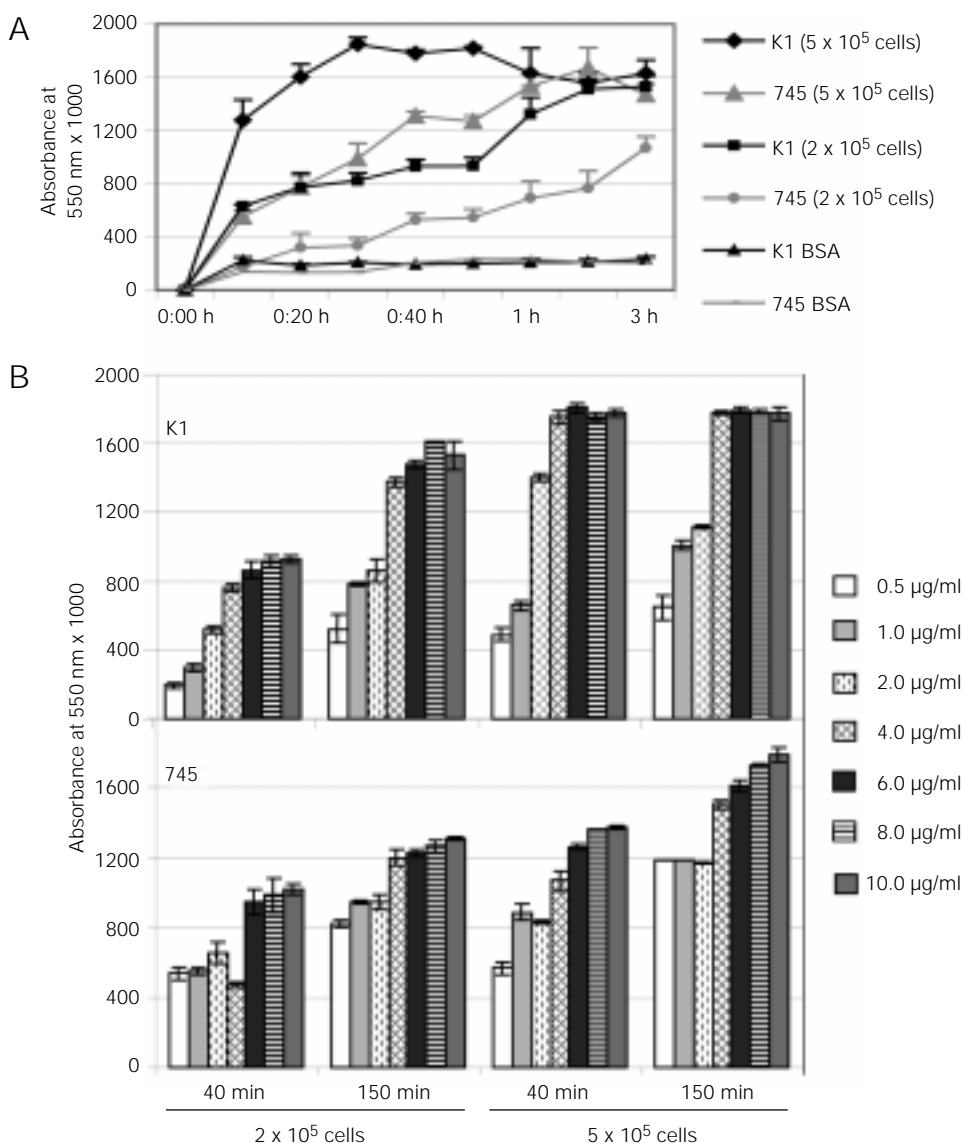 A
Absorbance at
550 nm x 1000
2000
1600
1200
800
400
0
0:00 h 0:20 h 0:40 h 1 h 3 h
K1 (5 x 10⁵ cells)
745 (5 x 10⁵ cells)
K1 (2 x 10⁵ cells)
745 (2 x 10⁵ cells)
K1 BSA
745 BSA
B
Absorbance at 550 nm x 1000
2000
K1
1600
1200
800
400
0
745
1600
1200
800
400
0
40 min 150 min 40 min 150 min
2 x 10⁵ cells 5 x 10⁵ cells
0.5 µg/ml
1.0 µg/ml
2.0 µg/ml
4.0 µg/ml
6.0 µg/ml
8.0 µg/ml
10.0 µg/ml